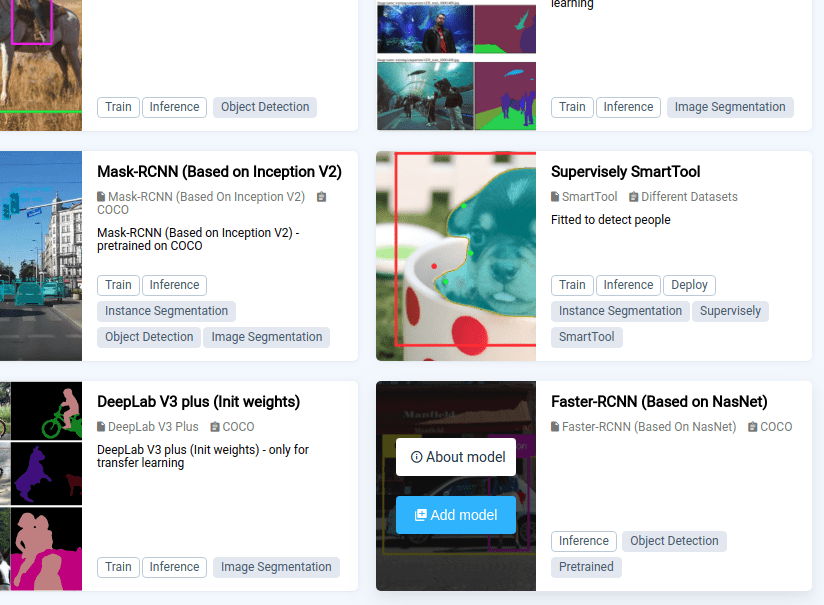 learning
Train Inference Object Detection
Train Inference Image Segmentation
Mask-RCNN (Based on Inception V2)
Mask-RCNN (Based On Inception V2)
COCO
Mask-RCNN (Based on Inception V2) -
pretrained on COCO
Train Inference
Instance Segmentation
Object Detection Image Segmentation
Supervisely SmartTool
SmartTool Different Datasets
Fitted to detect people
Train Inference Deploy
Instance Segmentation Supervisely
SmartTool
DeepLab V3 plus (Init weights)
DeepLab V3 Plus COCO
DeepLab V3 plus (Init weights) - only for
transfer learning
Train Inference Image Segmentation
Manfield
About model
Add model
Faster-RCNN (Based on NasNet)
Faster-RCNN (Based On NasNet) COCO
Inference Object Detection
Pretrained